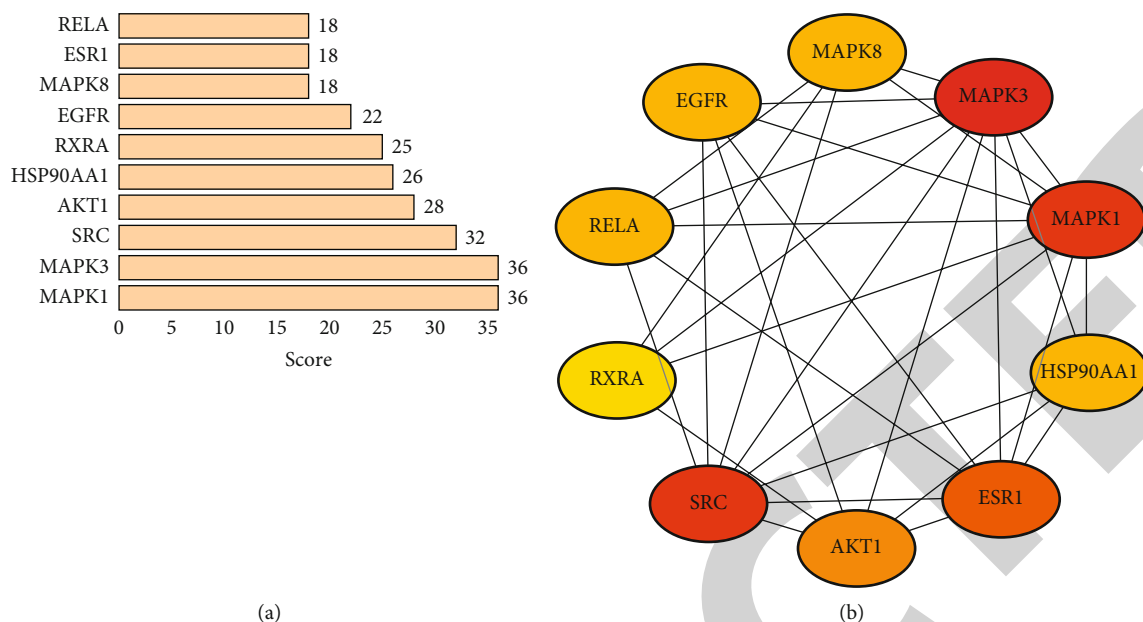 RELA 18
ESR1 18
MAPK8 18
EGFR 22
RXRA 25
HSP90AA1 26
AKT1 28
SRC 32
MAPK3 36
MAPK1 36
0 5 10 15 20 25 30 35
Score
(a)
MAPK8
MAPK3
EGFR
MAPK1
RELA
HSP90AA1
RXRA
ESR1
SRC
AKT1
(b)